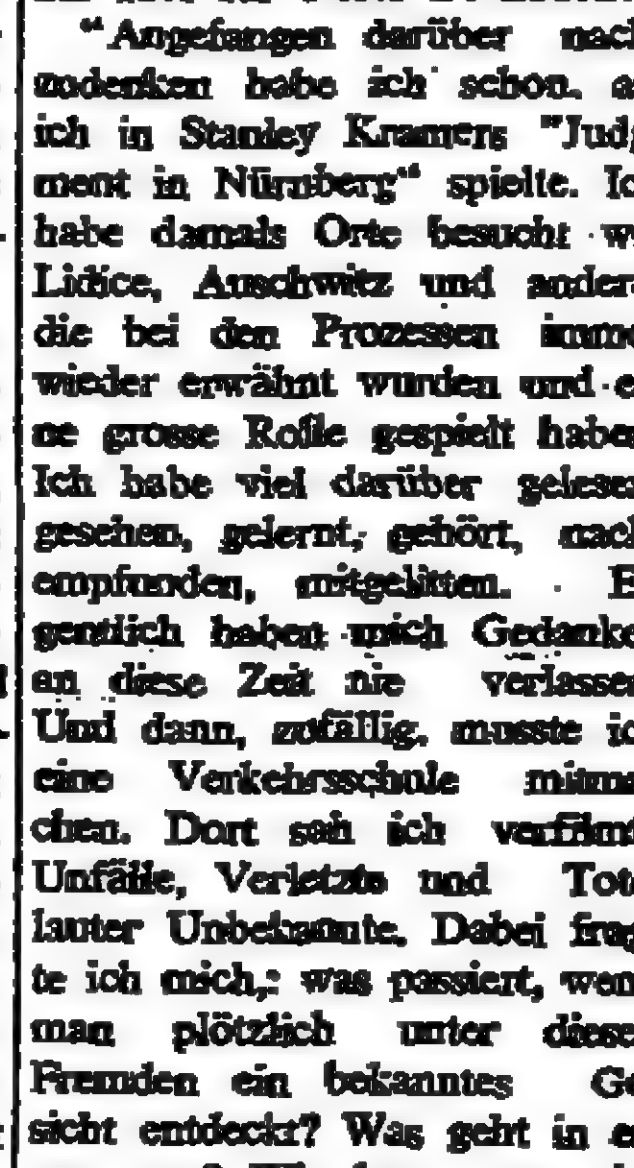 "Angefangen darüber nach
zudenken habe ich schon, a
ich in Stanley Kramers "Judg
ment in Nürnberg" spielte. Ic
habe damals Orte besucht w
Lidice, Auschwitz und ander
die bei den Prozessen imme
wieder erwähnt wurden und e
ne grosse Rolle gespielt haben
Ich habe viel darüber gelesen
gesehen, gelernt, gehört, nach
empfunden, mitgelitten. E
gentlich haben mich Gedanke
an diese Zeit nie verlassen
Und dann, zufällig, musste ic
eine Verkehrsschule mitma
chen. Dort sah ich verfilmt
Unfälle, Verletzte und Tote
lauter Unbekannte. Dabei frag
te ich mich,: was passiert, wen
man plötzlich unter diese
Fremden ein bekanntes Ge
sicht entdeckt? Was geht in e